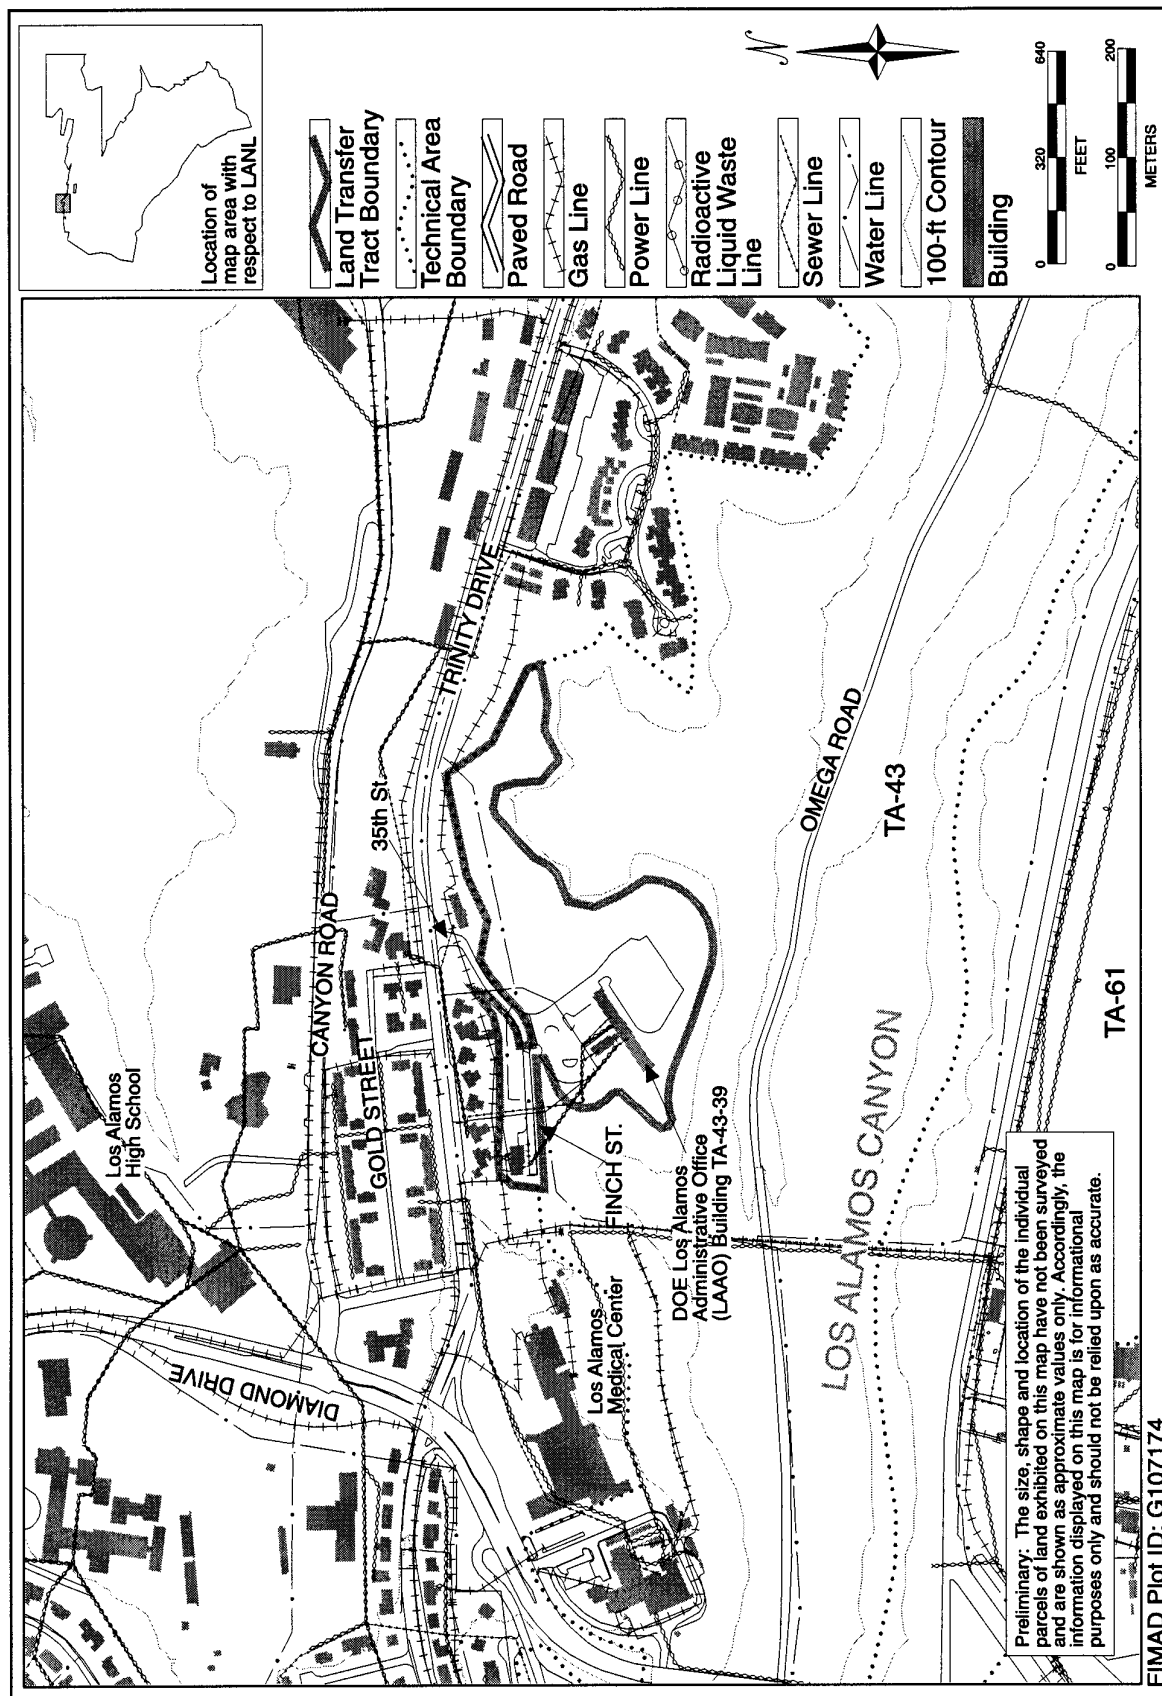 Location of
map area with
respect to LANL
Land Transfer
Tract Boundary
Technical Area
Boundary
Paved Road
Gas Line
Power Line
Radioactive
Liquid Waste
Line
Sewer Line
Water Line
100-ft Contour
Building
N
0 320 640
FEET
0 100 200
METERS
Los Alamos
High School
CANYON ROAD
DIAMOND DRIVE
GOLD STREET
35th St.
TRINITY DRIVE
FINCH ST.
Los Alamos
Medical Center
DOE Los Alamos
Administrative Office
(LAAO) Building TA-43-39
OMEGA ROAD
TA-43
LOS ALAMOS CANYON
TA-61
Preliminary: The size, shape and location of the individual
parcels of land exhibited on this map have not been surveyed
and are shown as approximate values only. Accordingly, the
information displayed on this map is for informational
purposes only and should not be relied upon as accurate.
FIMAD Plot ID: G107174